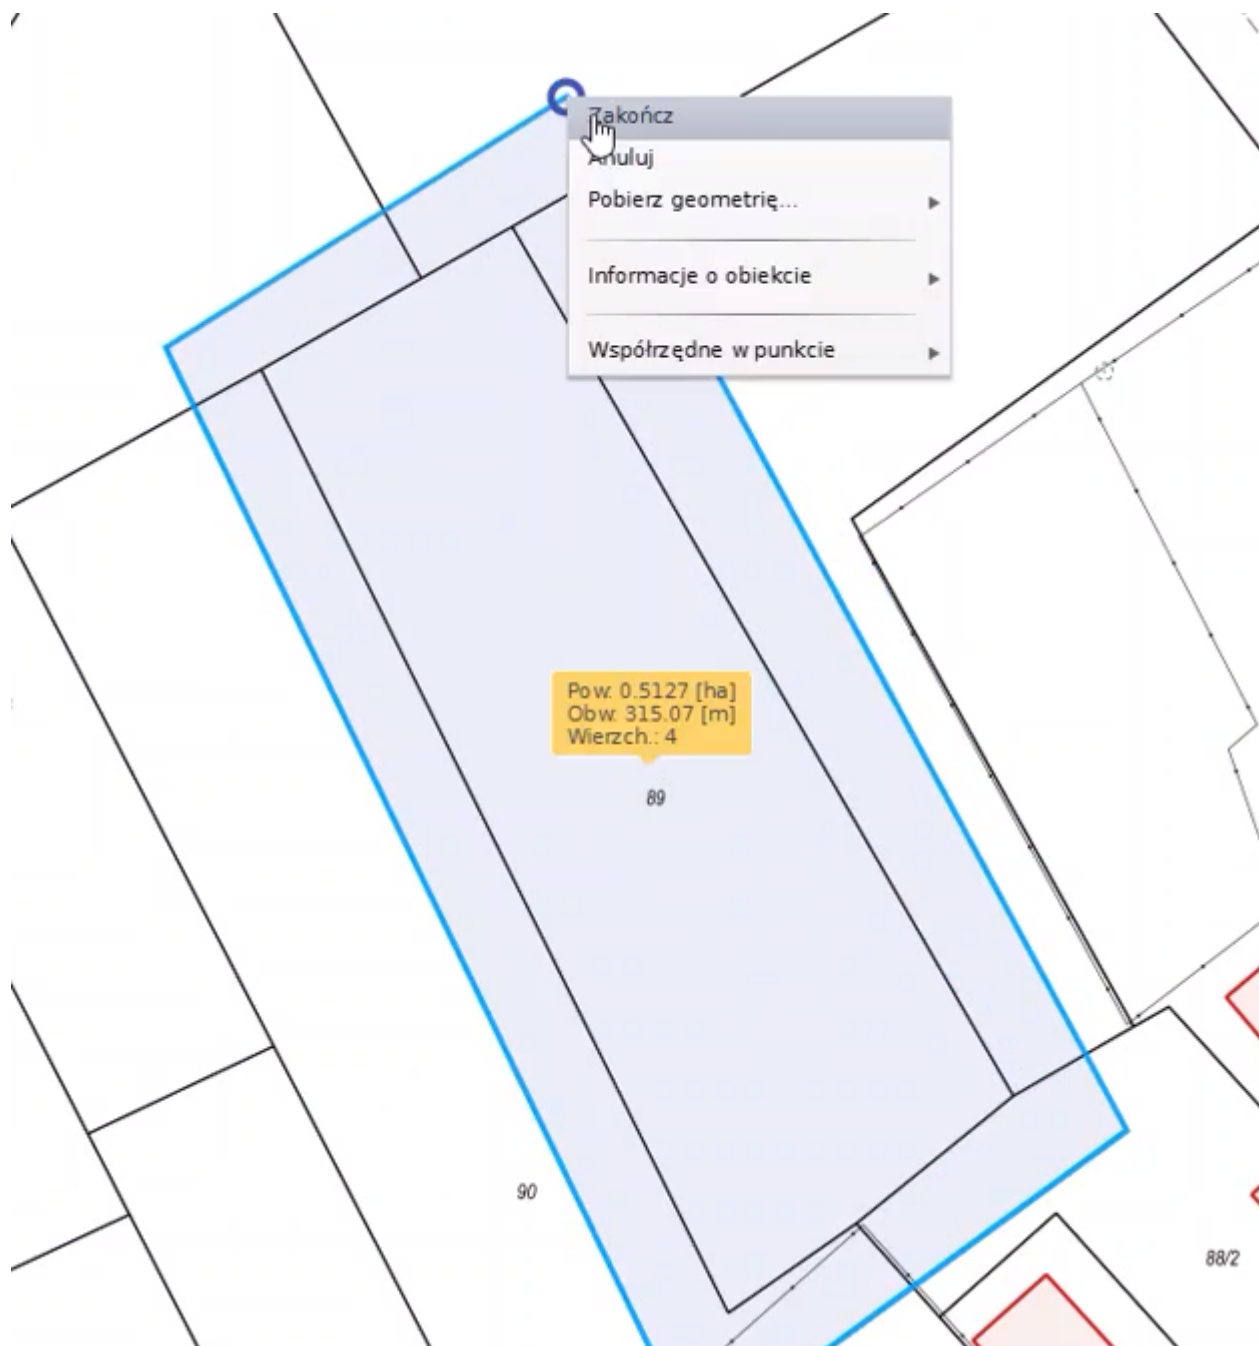 Zakończ
Anuluj
Pobierz geometrię...
Informacje o obiekcie
Współrzędne w punkcie
Pow: 0.5127 [ha]
Obw: 315.07 [m]
Wierzch.: 4
89
90
88/2